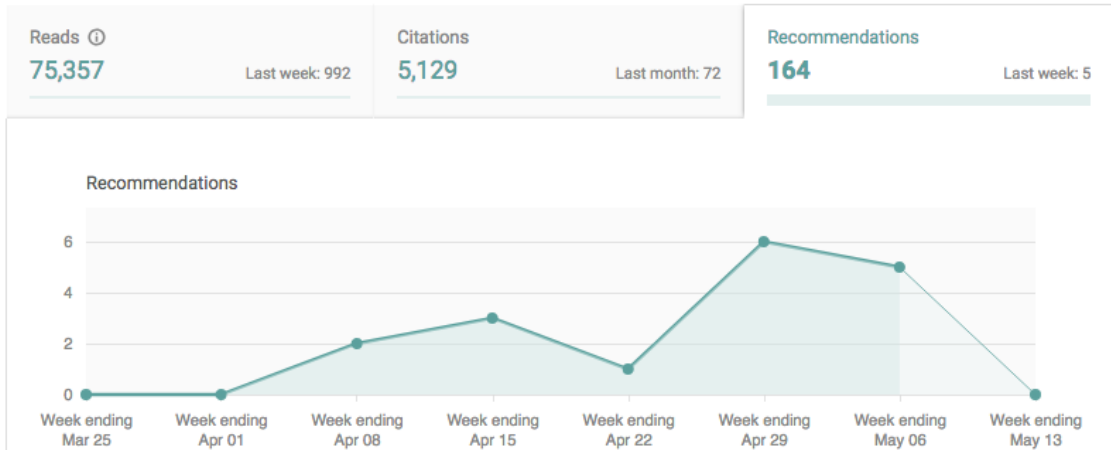 Reads
75,357 Last week: 992
Citations
5,129 Last month: 72
Recommendations
164 Last week: 5
Recommendations
6
4
2
0
Week ending Week ending Week ending Week ending Week ending Week ending Week ending Week ending
Mar 25 Apr 01 Apr 08 Apr 15 Apr 22 Apr 29 May 06 May 13